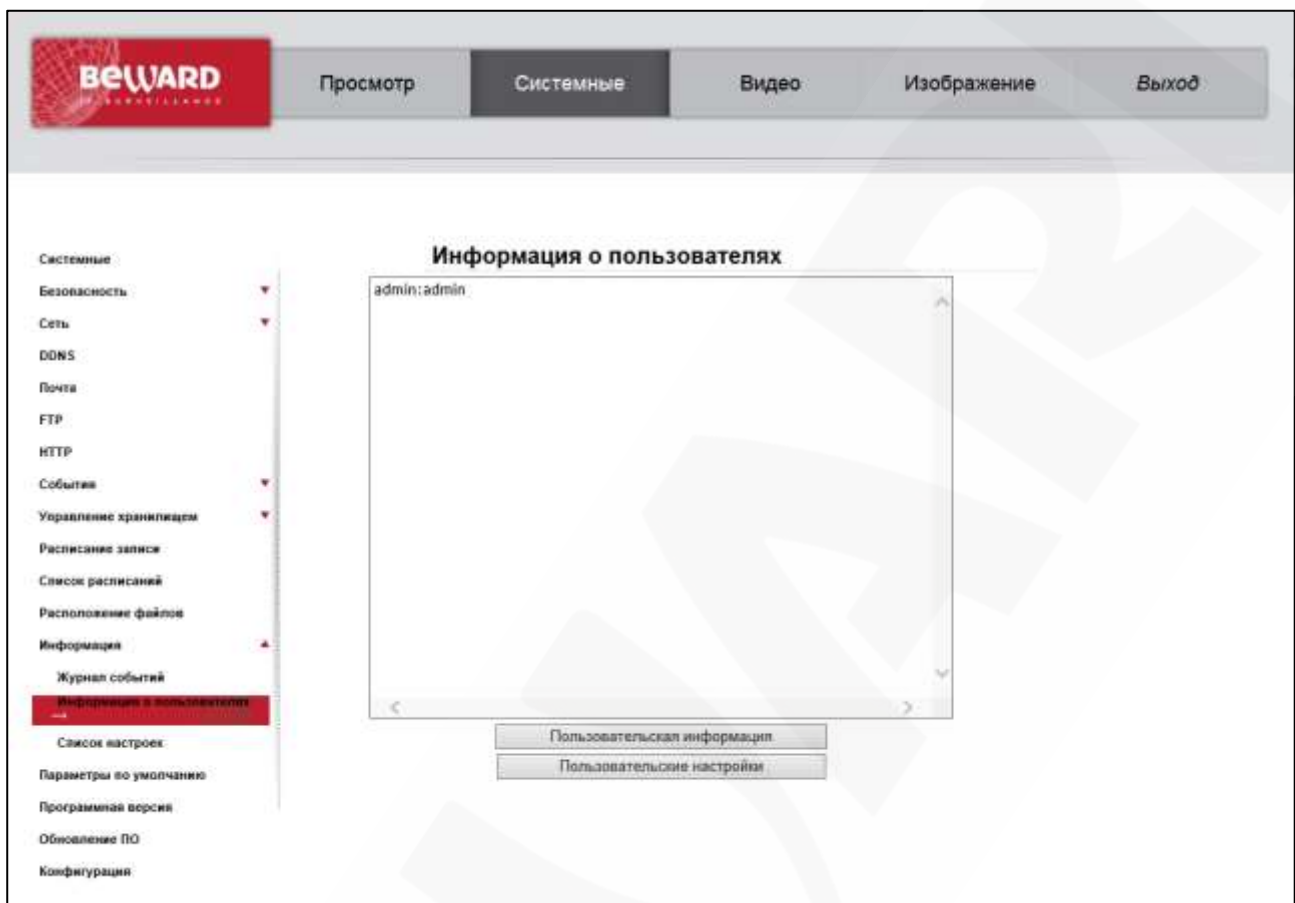 BEWARD
IP SURVEILLANCE
Просмотр
Системные
Видео
Изображение
Выход
Системные
Безопасность
Сеть
DDNS
Почта
FTP
HTTP
События
Управление хранилищем
Расписание записи
Список расписаний
Расположение файлов
Информация
Журнал событий
Информация о пользователях
Список настроек
Параметры по умолчанию
Программная версия
Обновление ПО
Конфигурация
Информация о пользователях
admin:admin
Пользовательская информация
Пользовательские настройки